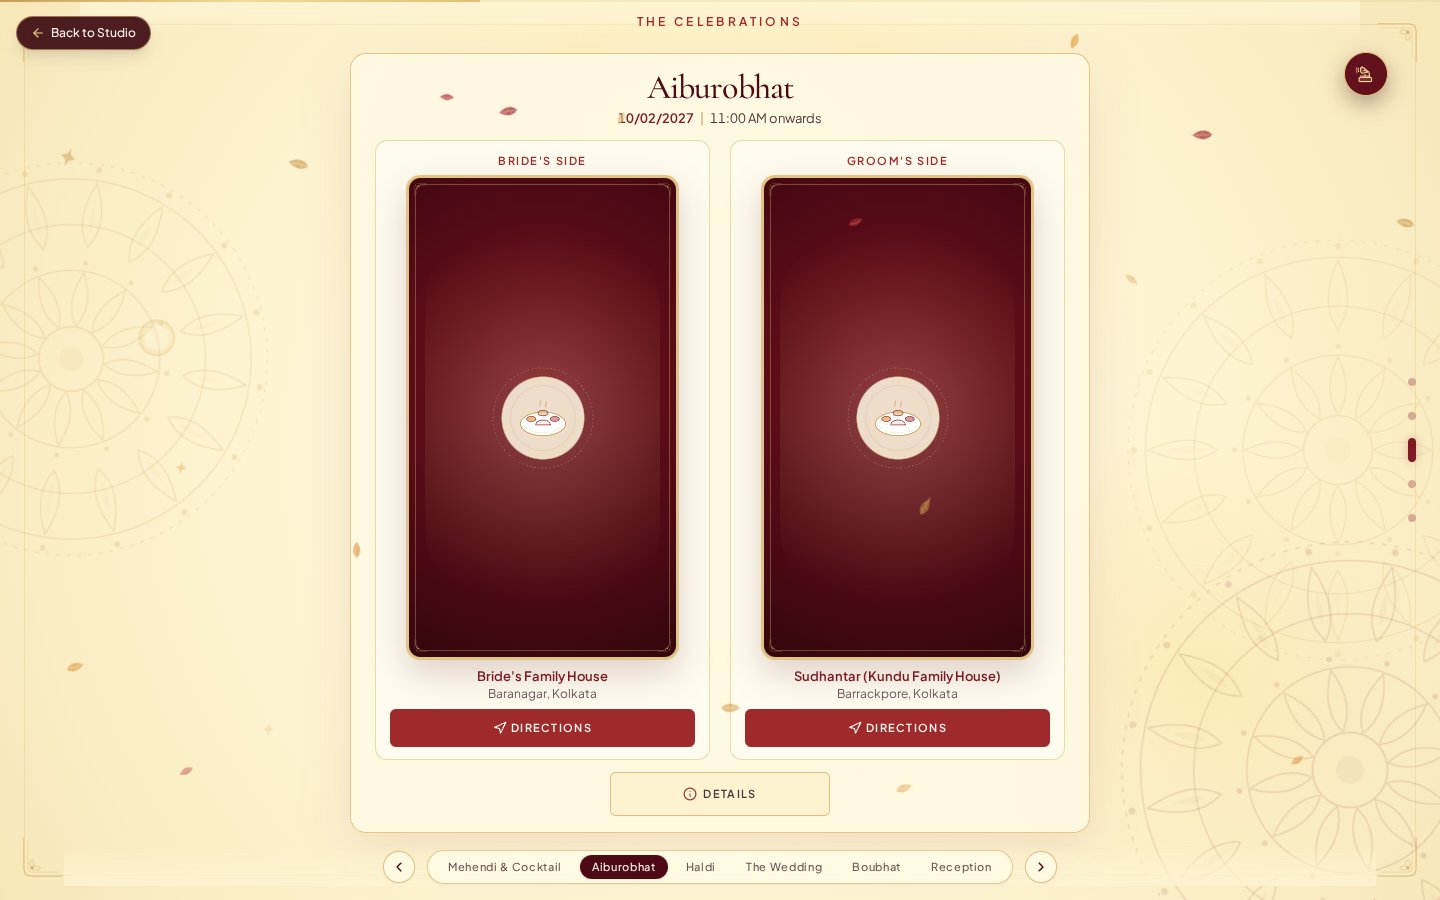 THE CELEBRATIONS
Back to Studio
Aiburobhat
10/02/2027 | 11:00 AM onwards
BRIDE'S SIDE
GROOM'S SIDE
Bride's Family House
Baranagar, Kolkata
DIRECTIONS
Sudhantar (Kundu Family House)
Barrackpore, Kolkata
DIRECTIONS
DETAILS
Mehendi & Cocktail Aiburobhat Haldi The Wedding Boubhat Reception